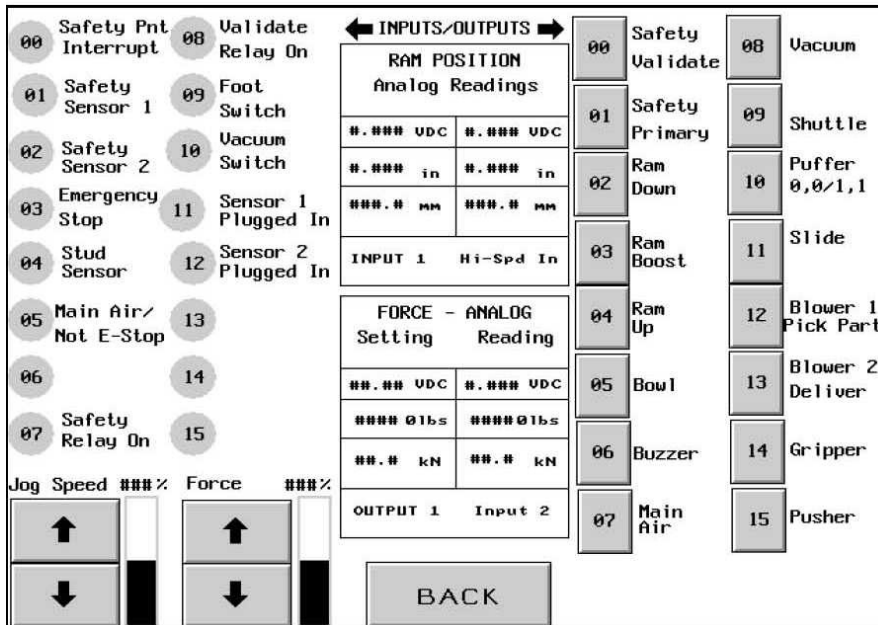 00 Safety Pnt Interrupt
01 Safety Sensor 1
02 Safety Sensor 2
03 Emergency Stop
04 Stud Sensor
05 Main Air/ Not E-Stop
06
07 Safety Relay On
08 Validate Relay On
09 Foot Switch
10 Vacuum Switch
11 Sensor 1 Plugged In
12 Sensor 2 Plugged In
13
14
15
Jog Speed ###%
Force ###%
INPUTS/OUTPUTS
RAM POSITION
Analog Readings
#.### VDC #.### VDC
#.### in #.### in
###.# mm ###.# mm
INPUT 1 Hi-Spd In
FORCE - ANALOG
Setting Reading
##.## VDC #.### VDC
####0lbs ####0lbs
##.# kN ##.# kN
OUTPUT 1 Input 2
BACK
00 Safety Validate
01 Safety Primary
02 Ram Down
03 Ram Boost
04 Ram Up
05 Bowl
06 Buzzer
07 Main Air
08 Vacuum
09 Shuttle
10 Puffer 0,0/1,1
11 Slide
12 Blower 1 Pick Part
13 Blower 2 Deliver
14 Gripper
15 Pusher